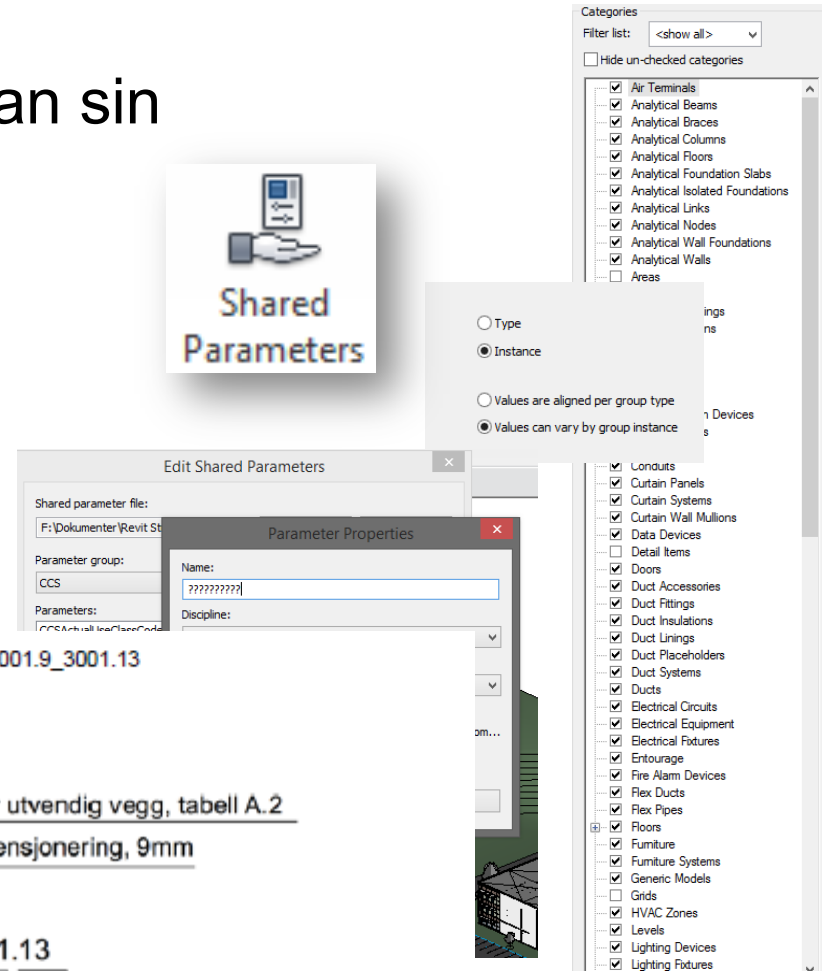 an sin
Shared
Parameters
Categories
Filter list: <show all>
Hide un-checked categories
Air Terminals
Analytical Beams
Analytical Braces
Analytical Columns
Analytical Floors
Analytical Foundation Slabs
Analytical Isolated Foundations
Analytical Links
Analytical Nodes
Analytical Wall Foundations
Analytical Walls
Areas
ings
ns
n Devices
s
Conduits
Curtain Panels
Curtain Systems
Curtain Wall Mullions
Data Devices
Detail Items
Doors
Duct Accessories
Duct Fittings
Duct Insulations
Duct Linings
Duct Placeholders
Duct Systems
Ducts
Electrical Circuits
Electrical Equipment
Electrical Fixtures
Entourage
Fire Alarm Devices
Flex Ducts
Flex Pipes
Floors
Furniture
Furniture Systems
Generic Models
Grids
HVAC Zones
Levels
Lighting Devices
Lighting Fixtures
Type
Instance
Values are aligned per group type
Values can vary by group instance
Edit Shared Parameters
Shared parameter file:
F:\Dokumenter\Revit St
Parameter group:
CCS
Parameters:
CCSActualUseClassCode
Parameter Properties
Name:
??????????
Discipline:
om...
001.9_3001.13
utvendig vegg, tabell A.2
ensjonering, 9mm
1.13